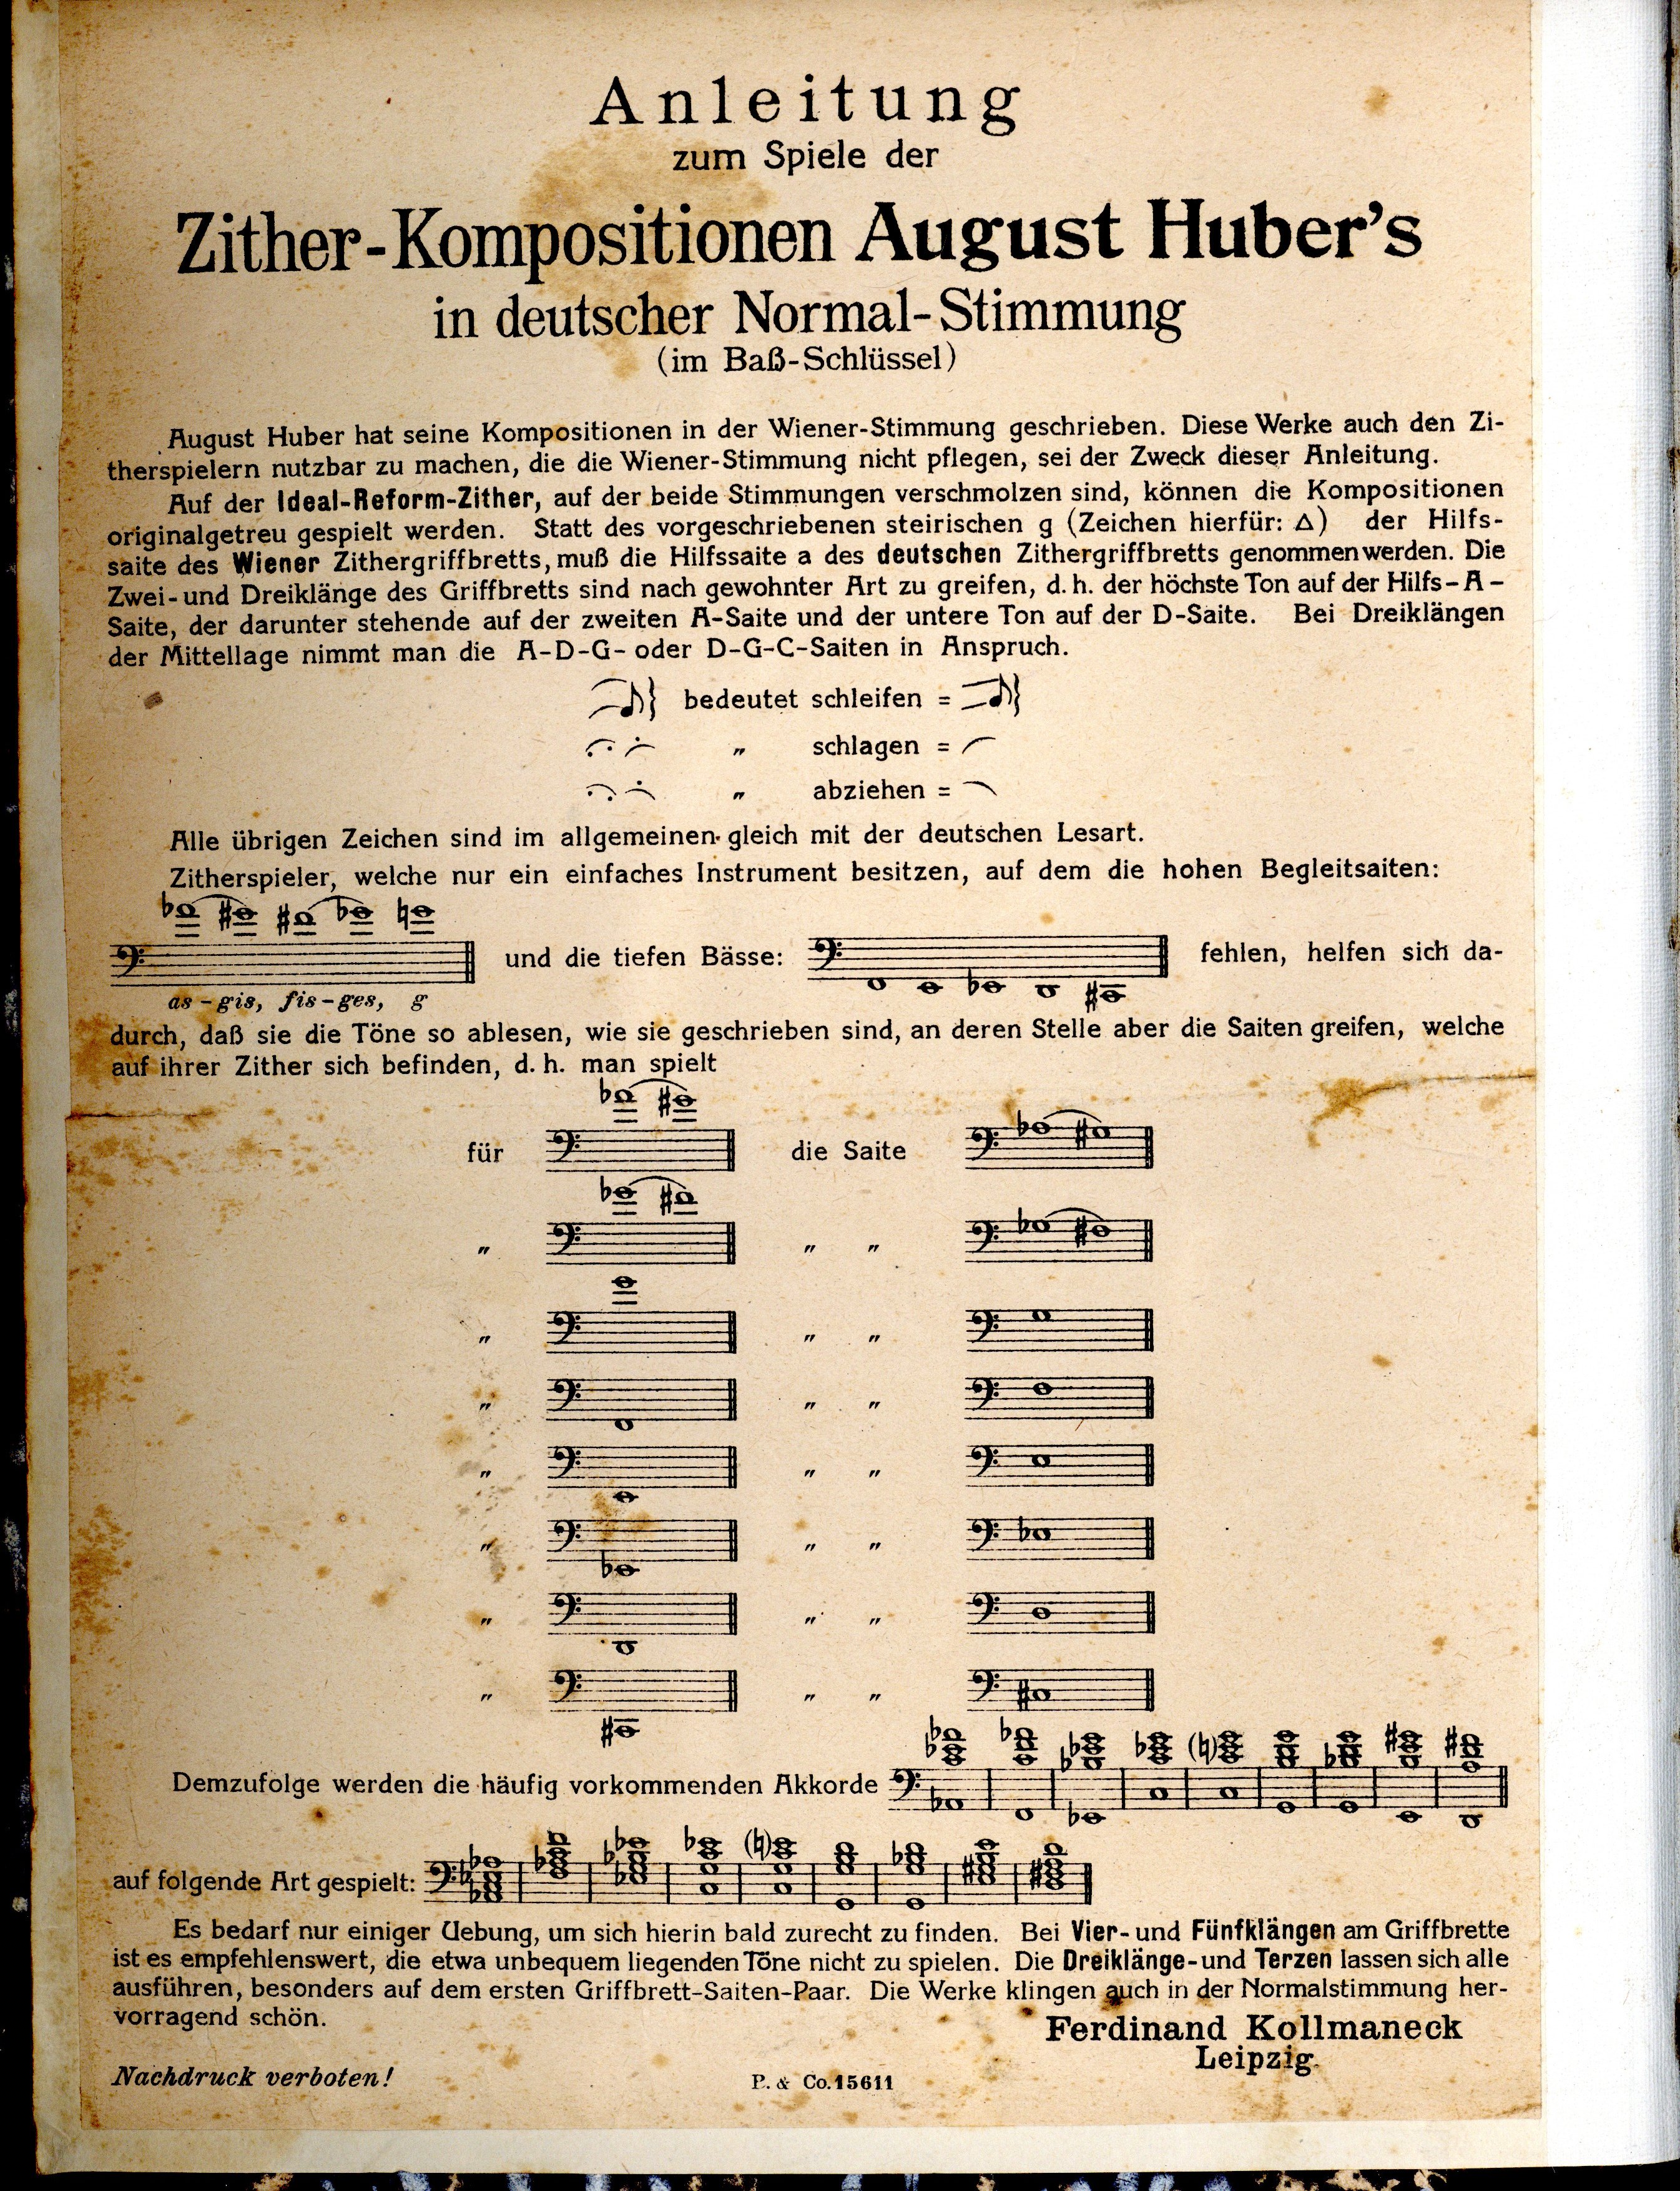 Anleitung
zum Spiele der
Zither-Kompositionen August Huber's
in deutscher Normal-Stimmung
(im Baß-Schlüssel)
August Huber hat seine Kompositionen in der Wiener-Stimmung geschrieben. Diese Werke auch den Zi-
therspielern nutzbar zu machen, die die Wiener-Stimmung nicht pflegen, sei der Zweck dieser Anleitung.
Auf der Ideal-Reform-Zither, auf der beide Stimmungen verschmolzen sind, können die Kompositionen
originalgetreu gespielt werden. Statt des vorgeschriebenen steirischen g (Zeichen hierfür: Δ) der Hilfs-
saite des Wiener Zithergriffbretts, muß die Hilfssaite a des deutschen Zithergriffbretts genommen werden. Die
Zwei- und Dreiklänge des Griffbretts sind nach gewohnter Art zu greifen, d. h. der höchste Ton auf der Hilfs-A-
Saite, der darunter stehende auf der zweiten A-Saite und der untere Ton auf der D-Saite. Bei Dreiklängen
der Mittellage nimmt man die A-D-G- oder D-G-C-Saiten in Anspruch.
bedeutet schleifen =
" schlagen =
" abziehen =
Alle übrigen Zeichen sind im allgemeinen gleich mit der deutschen Lesart.
Zitherspieler, welche nur ein einfaches Instrument besitzen, auf dem die hohen Begleitsaiten:
und die tiefen Bässe: fehlen, helfen sich da-
as - gis, fis - ges, g
durch, daß sie die Töne so ablesen, wie sie geschrieben sind, an deren Stelle aber die Saiten greifen, welche
auf ihrer Zither sich befinden, d. h. man spielt
für die Saite
" " "
" " "
" " "
" " "
" " "
" " "
" " "
Demzufolge werden die häufig vorkommenden Akkorde
auf folgende Art gespielt:
Es bedarf nur einiger Uebung, um sich hierin bald zurecht zu finden. Bei Vier- und Fünfklängen am Griffbrette
ist es empfehlenswert, die etwa unbequem liegenden Töne nicht zu spielen. Die Dreiklänge- und Terzen lassen sich alle
ausführen, besonders auf dem ersten Griffbrett-Saiten-Paar. Die Werke klingen auch in der Normalstimmung her-
vorragend schön.
Ferdinand Kollmaneck
Leipzig.
Nachdruck verboten!
P. & Co. 15611